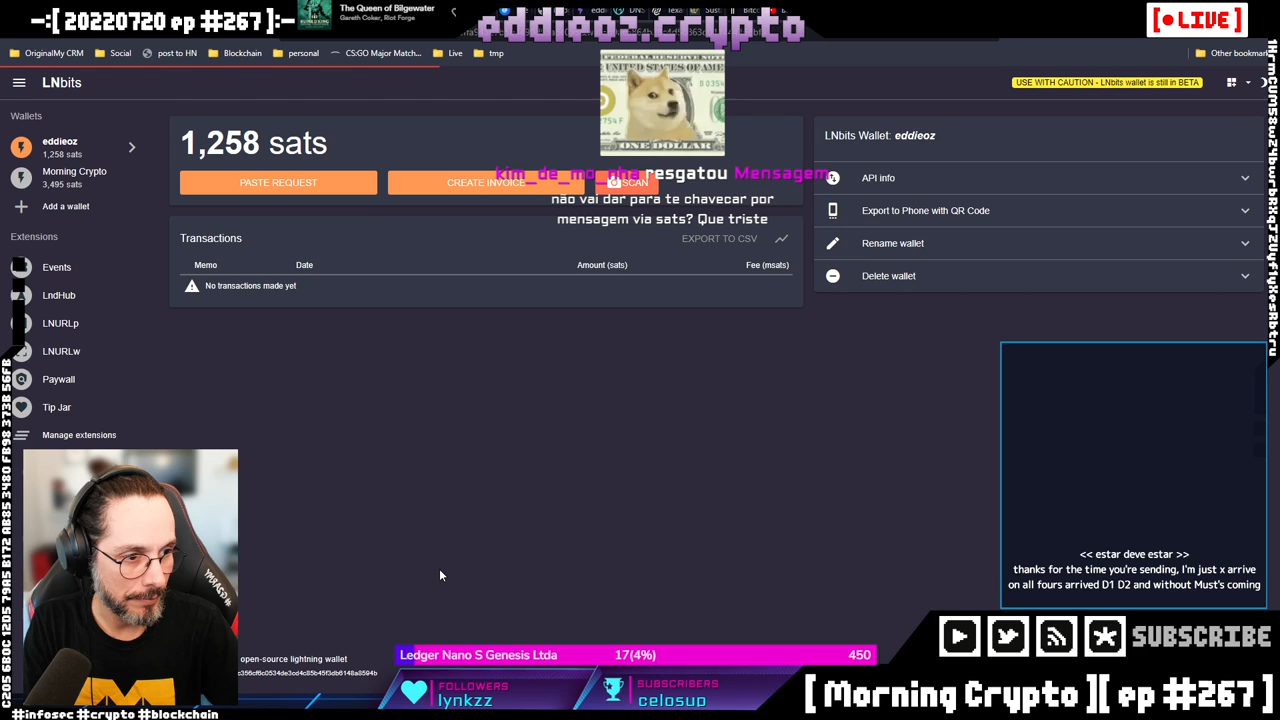 -:[ 20220720 ep #267 ]:-
The Queen of Bilgewater
Gareth Coker, Riot Forge
eddieoz.crypto
[ LIVE ]
OriginalMy CRM
Social
post to HN
Blockchain
personal
CS:GO Major Match...
Live
tmp
Other bookmar
LNbits
USE WITH CAUTION - LNbits wallet is still in BETA
Wallets
eddieoz
1,258 sats
Morning Crypto
3,495 sats
Add a wallet
Extensions
Events
LndHub
LNURLp
LNURLw
Paywall
Tip Jar
Manage extensions
1,258 sats
PASTE REQUEST
CREATE INVOICE
SCAN
FEDERAL RESERVE NOTE
ONE DOLLAR
kim_de_mo_nha resgatou Mensagem
não vai dar para te chavecar por
mensagem via sats? Que triste
Transactions
EXPORT TO CSV
Memo
Date
Amount (sats)
Fee (msats)
No transactions made yet
LNbits Wallet: eddieoz
API info
Export to Phone with QR Code
Rename wallet
Delete wallet
<< estar deve estar >>
thanks for the time you're sending, I'm just x arrive
on all fours arrived D1 D2 and without Must's coming
open-source lightning wallet
Ledger Nano S Genesis Ltda
17(4%)
450
FOLLOWERS
lynkzz
SUBSCRIBERS
celosup
SUBSCRIBE
[ Morning Crypto ][ ep #267 ]
#infosec #crypto #blockchain